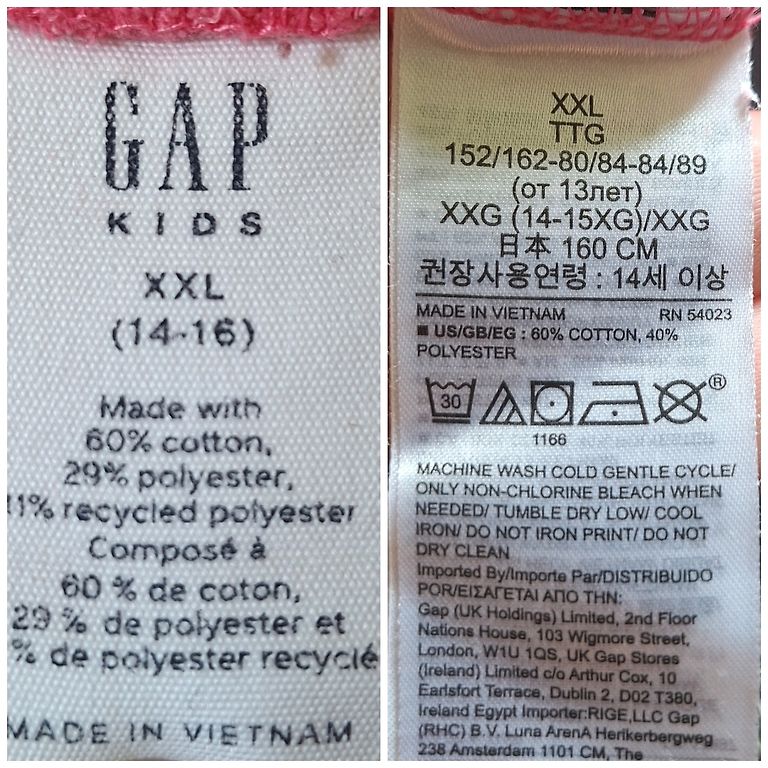 GAP
KIDS
XXL
(14-16)
Made with
60% cotton,
29% polyester,
11% recycled polyester
Composé à
60 % de coton,
29 % de polyester et
% de polyester recyclé
MADE IN VIETNAM
XXL
TTG
152/162-80/84-84/89
(от 13лет)
XXG (14-15XG)/XXG
日本 160 CM
권장사용연령 : 14세 이상
MADE IN VIETNAM RN 54023
■ US/GB/EG : 60% COTTON, 40%
POLYESTER
30 ®
1166
MACHINE WASH COLD GENTLE CYCLE/
ONLY NON-CHLORINE BLEACH WHEN
NEEDED/ TUMBLE DRY LOW/ COOL
IRON/ DO NOT IRON PRINT/ DO NOT
DRY CLEAN
Imported By/Importe Par/DISTRIBUIDO
POR/ΕΙΣΑΓΕΤΑΙ ΑΠΟ ΤΗΝ:
Gap (UK Holdings) Limited, 2nd Floor
Nations House, 103 Wigmore Street,
London, W1U 1QS, UK Gap Stores
(Ireland) Limited c/o Arthur Cox, 10
Earlsfort Terrace, Dublin 2, D02 T380,
Ireland Egypt Importer:RIGE,LLC Gap
(RHC) B.V. Luna ArenA Herikerbergweg
238 Amsterdam 1101 CM, The